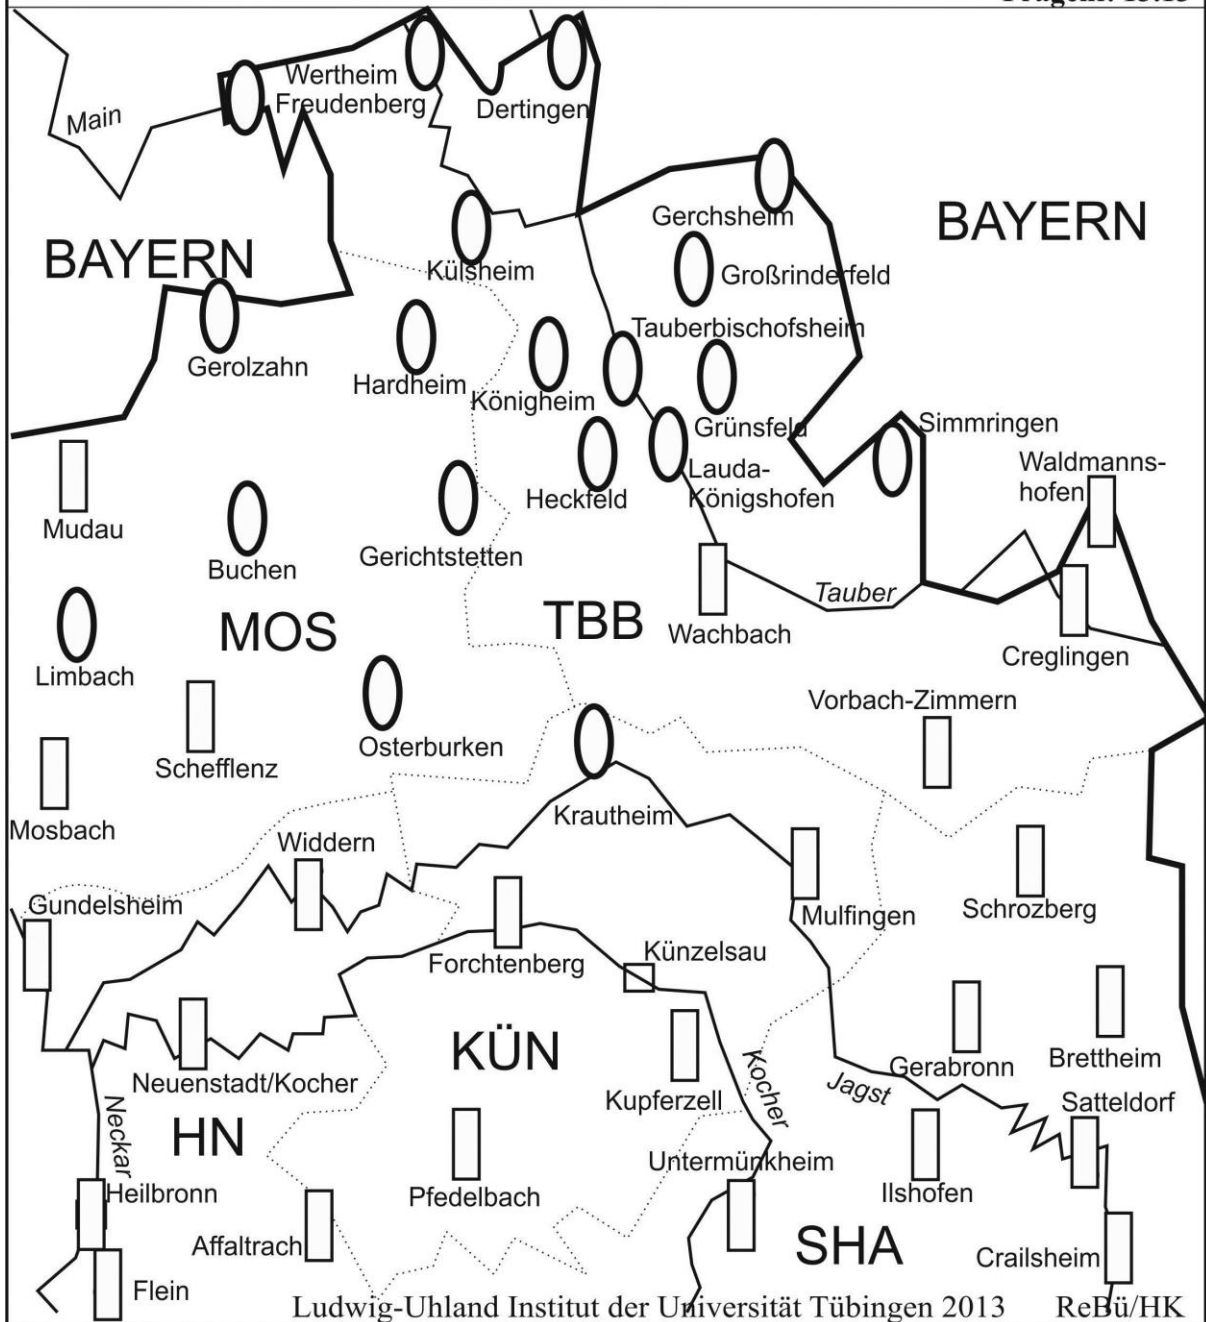 Wertheim
Freudenberg
Dertingen
Main
Gerchsheim
BAYERN
BAYERN
Külsheim
Großrinderfeld
Tauberbischofsheim
Gerolzahn
Hardheim
Königheim
Grünsfeld
Simmringen
Waldmanns-
hofen
Lauda-
Königshofen
Heckfeld
Mudau
Gerichtstetten
Buchen
Tauber
MOS
TBB
Wachbach
Creglingen
Limbach
Vorbach-Zimmern
Osterburken
Schefflenz
Krautheim
Mosbach
Widdern
Gundelsheim
Mulfingen
Schrozberg
Forchtenberg
Künzelsau
KÜN
Kocher
Jagst
Gerabronn
Brettheim
Neuenstadt/Kocher
Kupferzell
Satteldorf
Neckar
HN
Untermünkheim
Heilbronn
Pfedelbach
Ilshofen
Affaltrach
SHA
Crailsheim
Flein
Ludwig-Uhland Institut der Universität Tübingen 2013 ReBü/HK